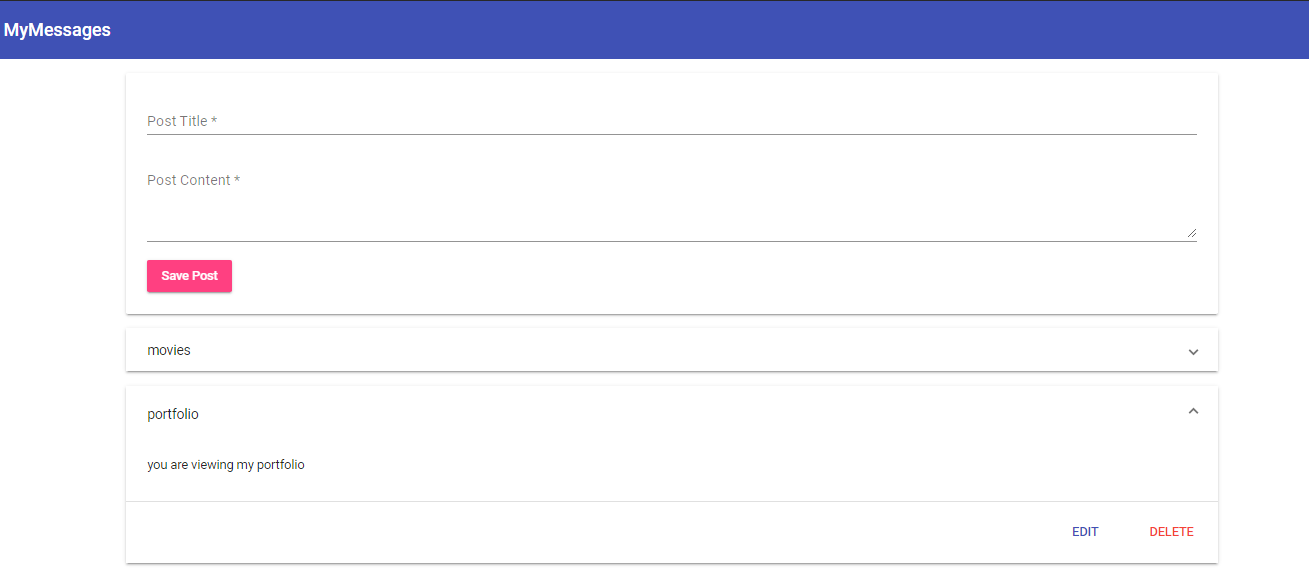 MyMessages
Post Title *
Post Content *
Save Post
movies
portfolio
you are viewing my portfolio
EDIT DELETE